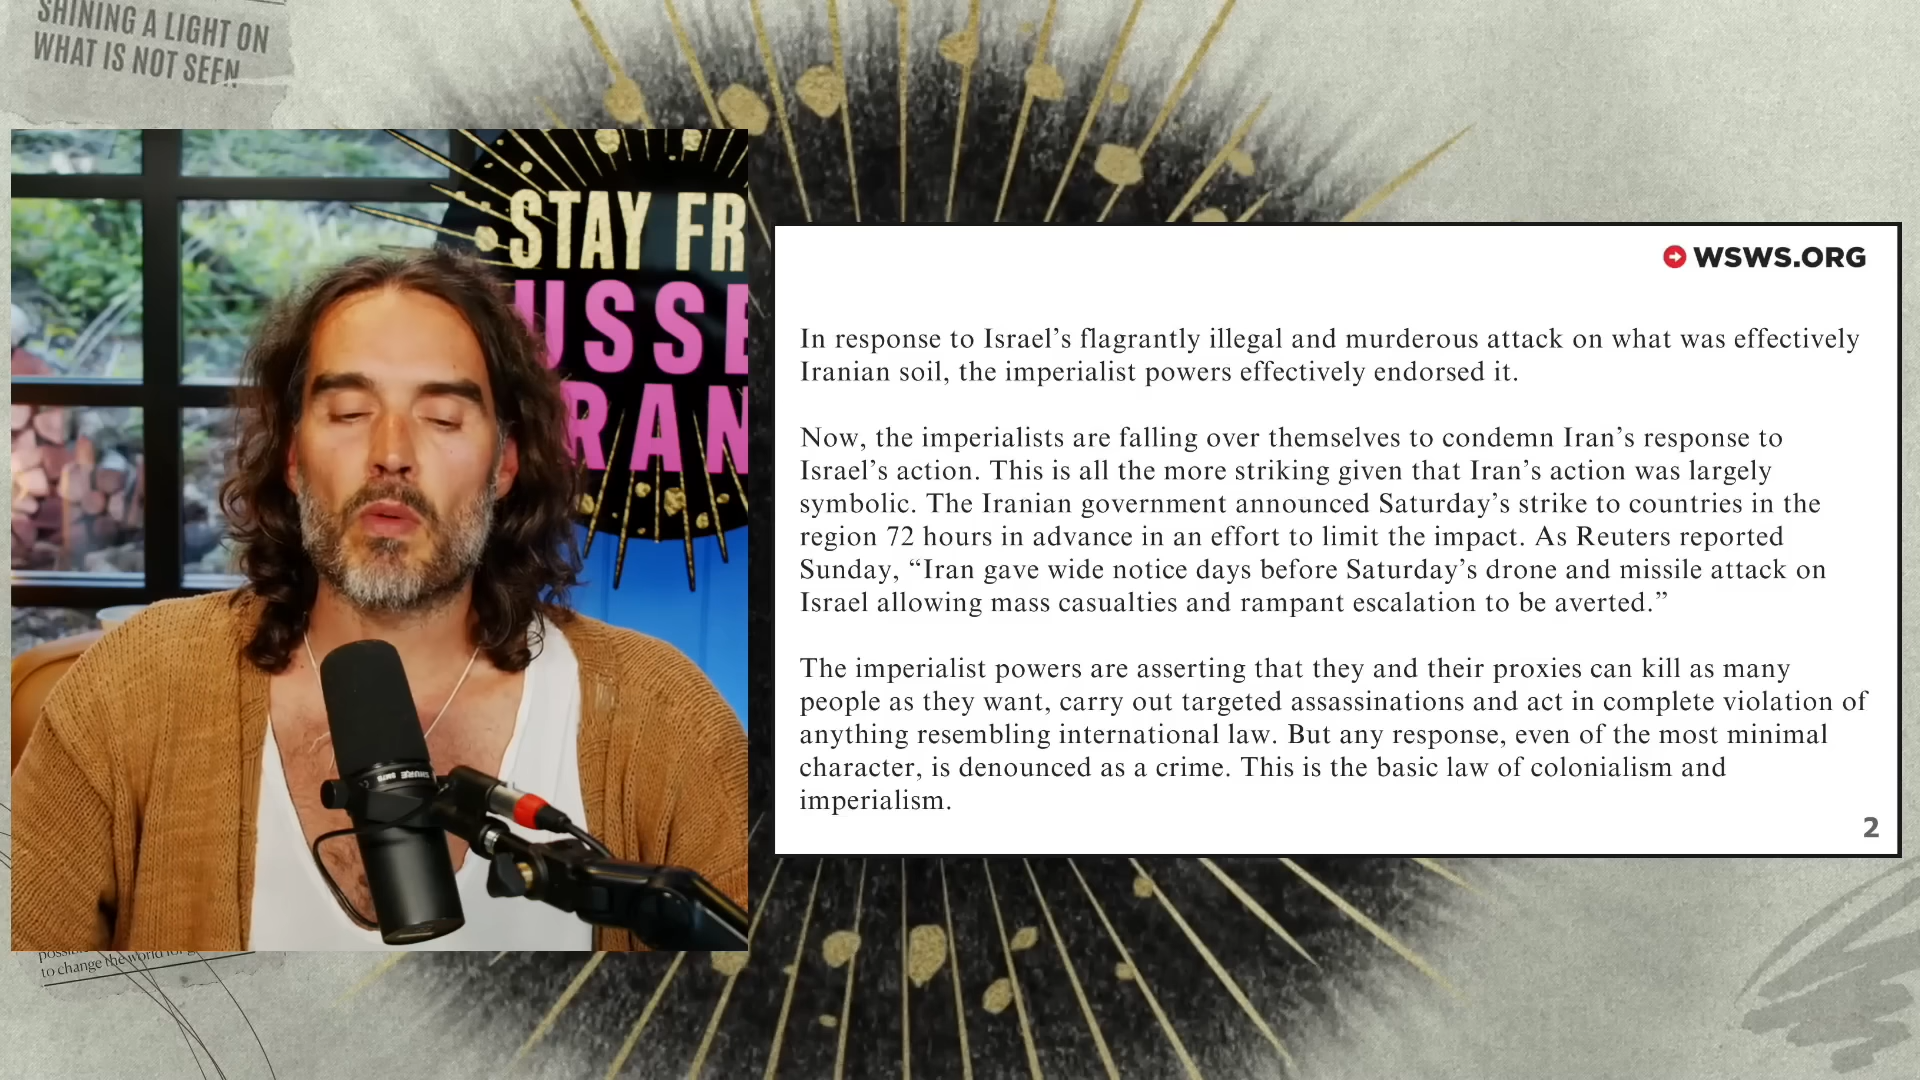 SHINING A LIGHT ON
WHAT IS NOT SEEN
STAY FR
USSE
RAN
SHURE
WSWS.ORG
In response to Israel’s flagrantly illegal and murderous attack on what was effectively
Iranian soil, the imperialist powers effectively endorsed it.
Now, the imperialists are falling over themselves to condemn Iran’s response to
Israel’s action. This is all the more striking given that Iran’s action was largely
symbolic. The Iranian government announced Saturday’s strike to countries in the
region 72 hours in advance in an effort to limit the impact. As Reuters reported
Sunday, “Iran gave wide notice days before Saturday’s drone and missile attack on
Israel allowing mass casualties and rampant escalation to be averted.”
The imperialist powers are asserting that they and their proxies can kill as many
people as they want, carry out targeted assassinations and act in complete violation of
anything resembling international law. But any response, even of the most minimal
character, is denounced as a crime. This is the basic law of colonialism and
imperialism.
2
to change the world